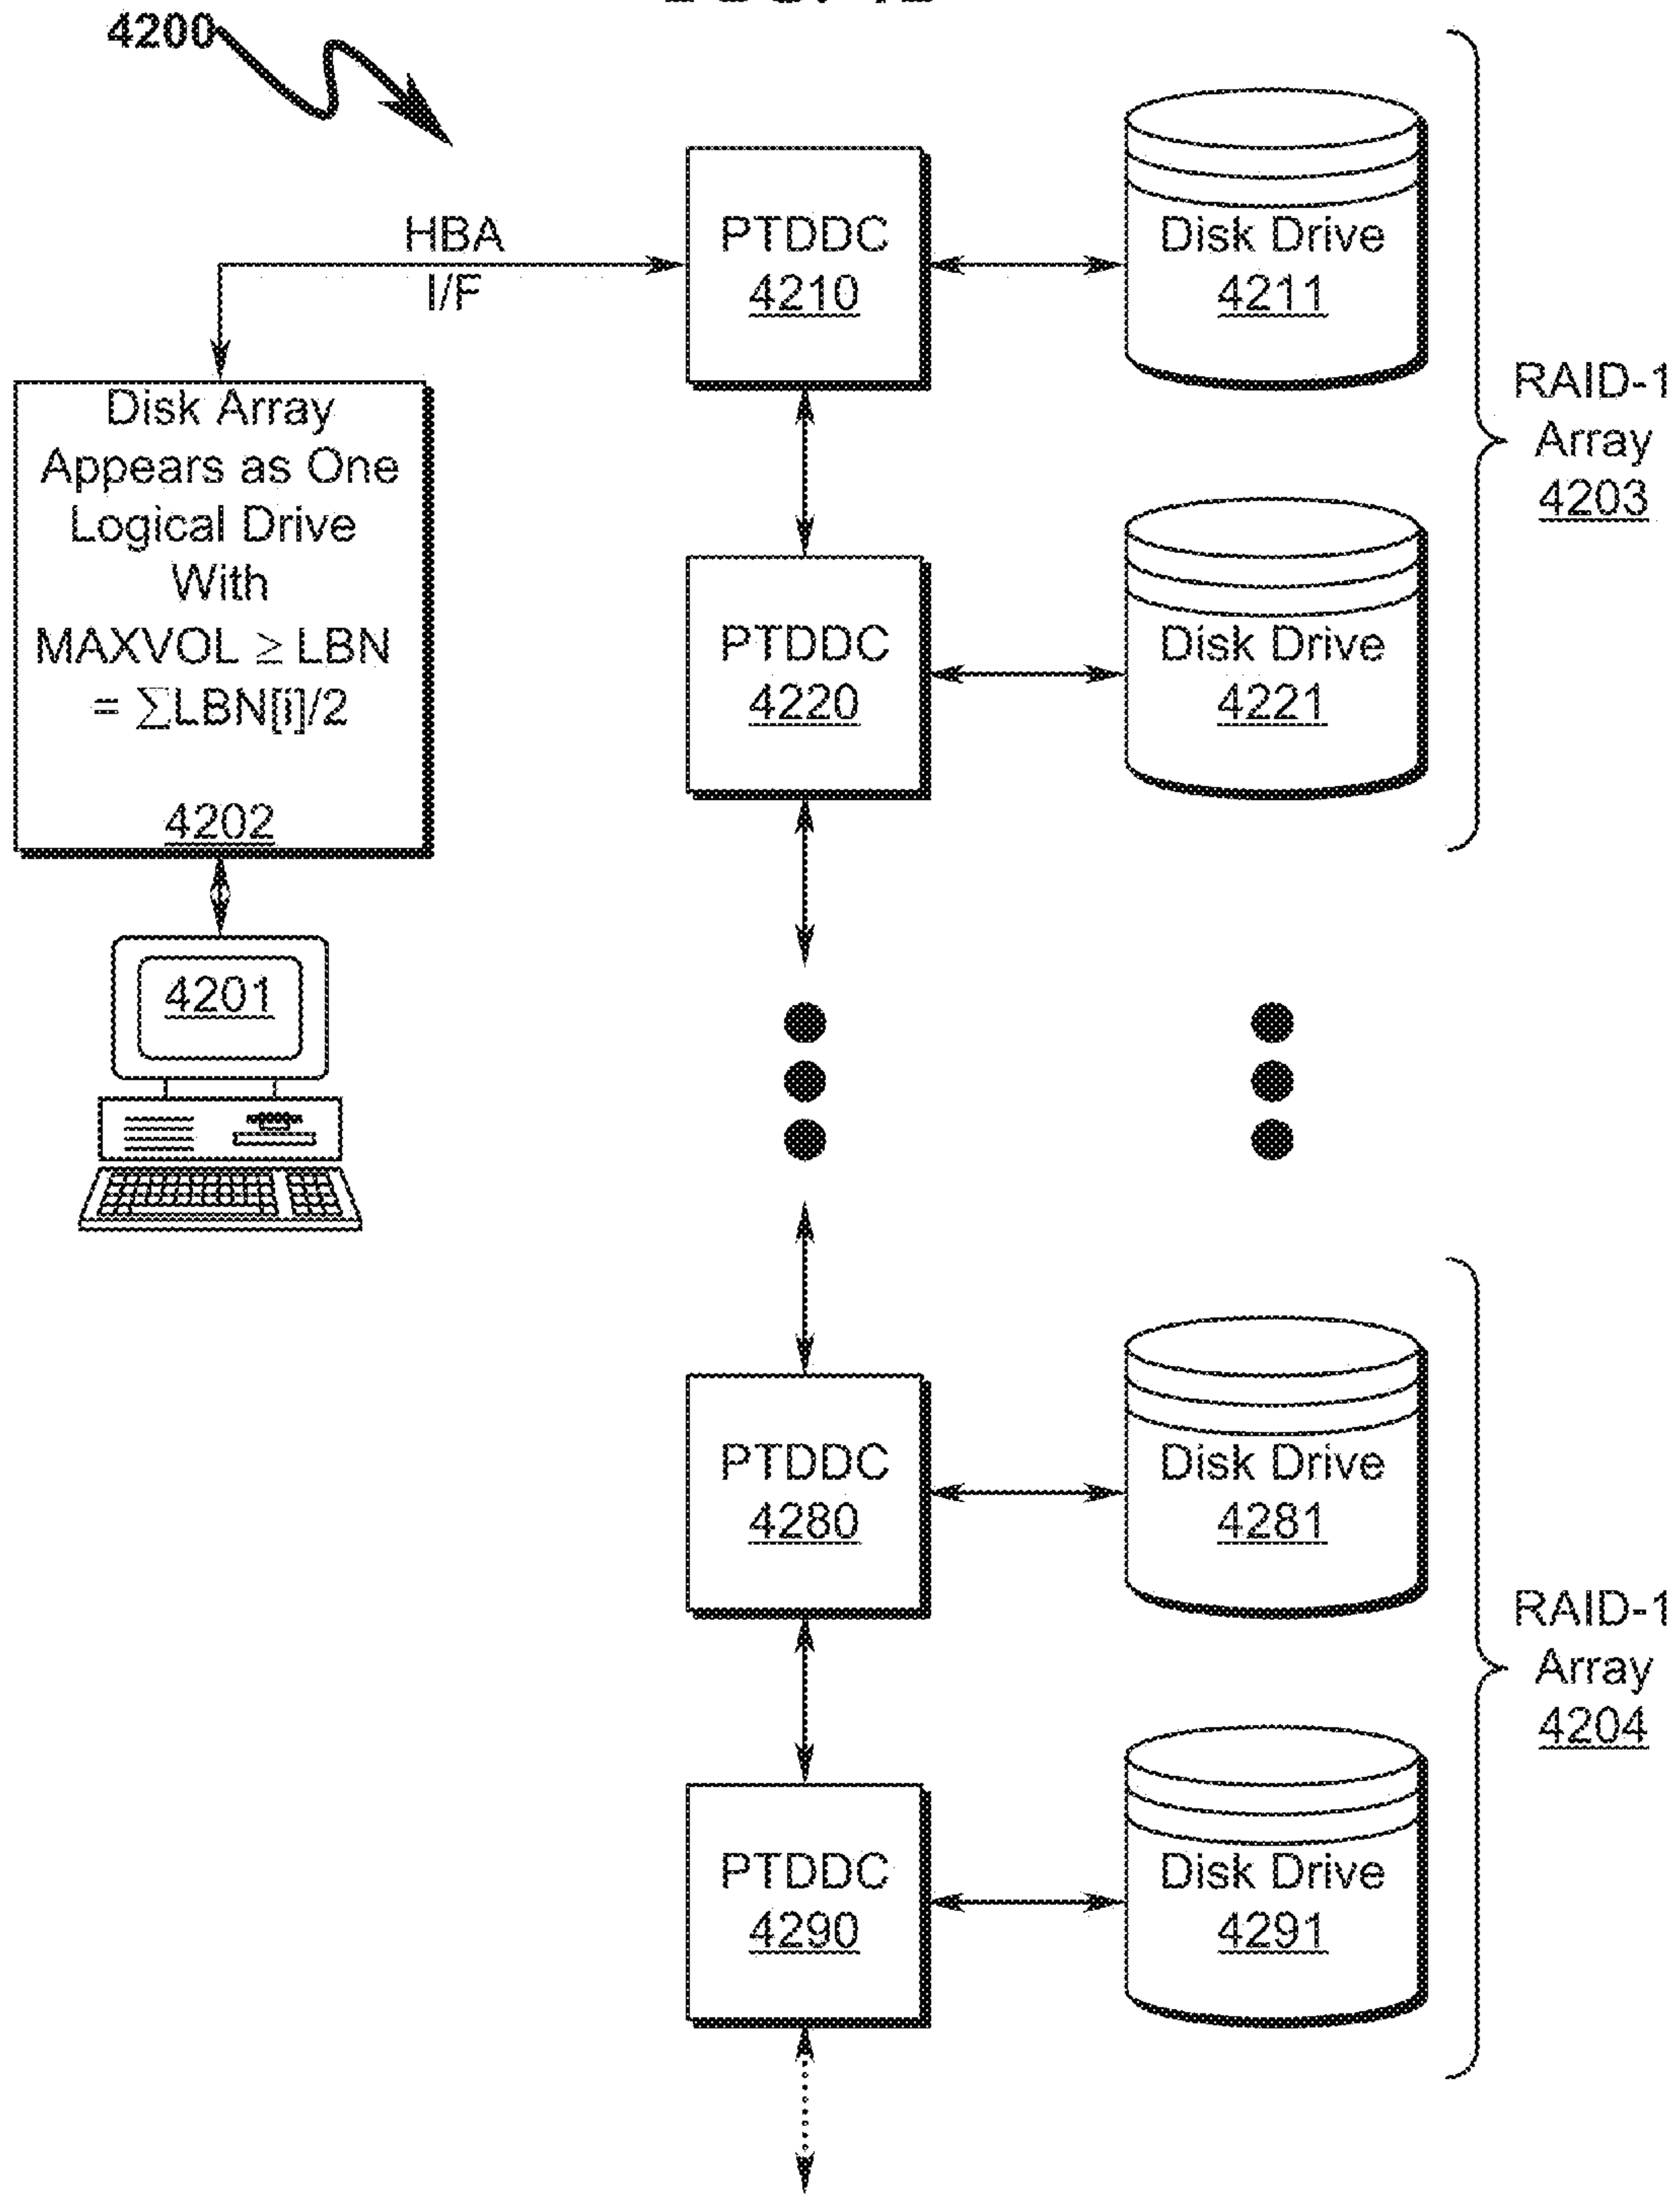 4200
HBA
I/F
PTDDC
4210
Disk Drive
4211
Disk Array
Appears as One
Logical Drive
With
MAXVOL ≥ LBN
= ∑LBN[i]/2
4202
RAID-1
Array
4203
PTDDC
4220
Disk Drive
4221
4201
PTDDC
4280
Disk Drive
4281
RAID-1
Array
4204
PTDDC
4290
Disk Drive
4291